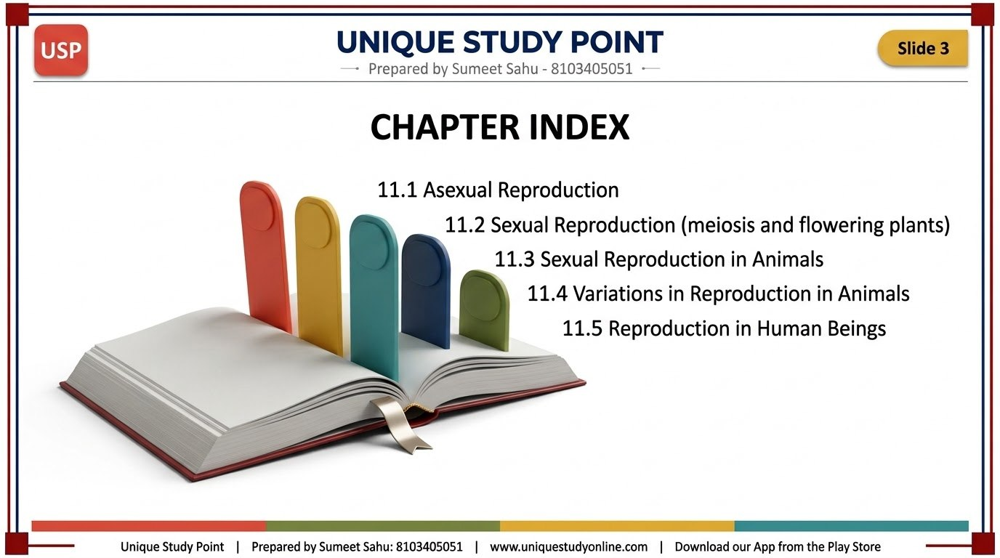 USP
UNIQUE STUDY POINT
Prepared by Sumeet Sahu - 8103405051
Slide 3
CHAPTER INDEX
11.1 Asexual Reproduction
11.2 Sexual Reproduction (meiosis and flowering plants)
11.3 Sexual Reproduction in Animals
11.4 Variations in Reproduction in Animals
11.5 Reproduction in Human Beings
Unique Study Point | Prepared by Sumeet Sahu: 8103405051 | www.uniquestudyonline.com | Download our App from the Play Store